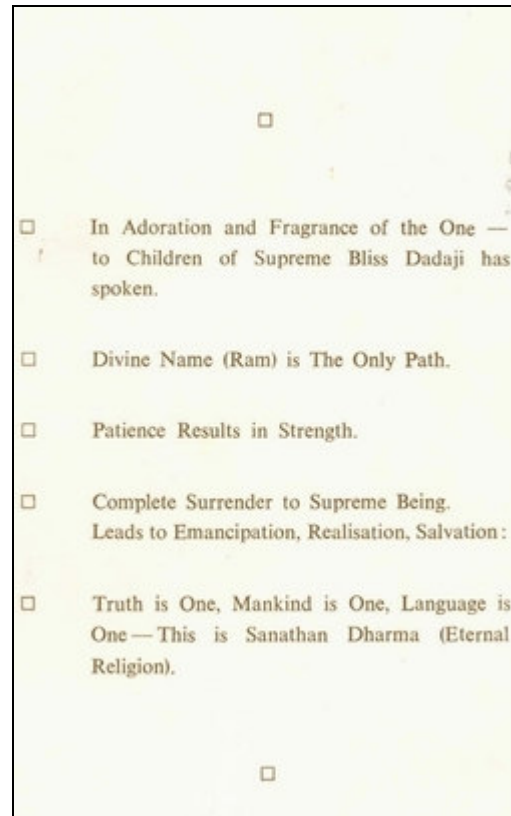 □
□ In Adoration and Fragrance of the One —
to Children of Supreme Bliss Dadaji has
spoken.
□ Divine Name (Ram) is The Only Path.
□ Patience Results in Strength.
□ Complete Surrender to Supreme Being.
Leads to Emancipation, Realisation, Salvation :
□ Truth is One, Mankind is One, Language is
One — This is Sanathan Dharma (Eternal
Religion).
□